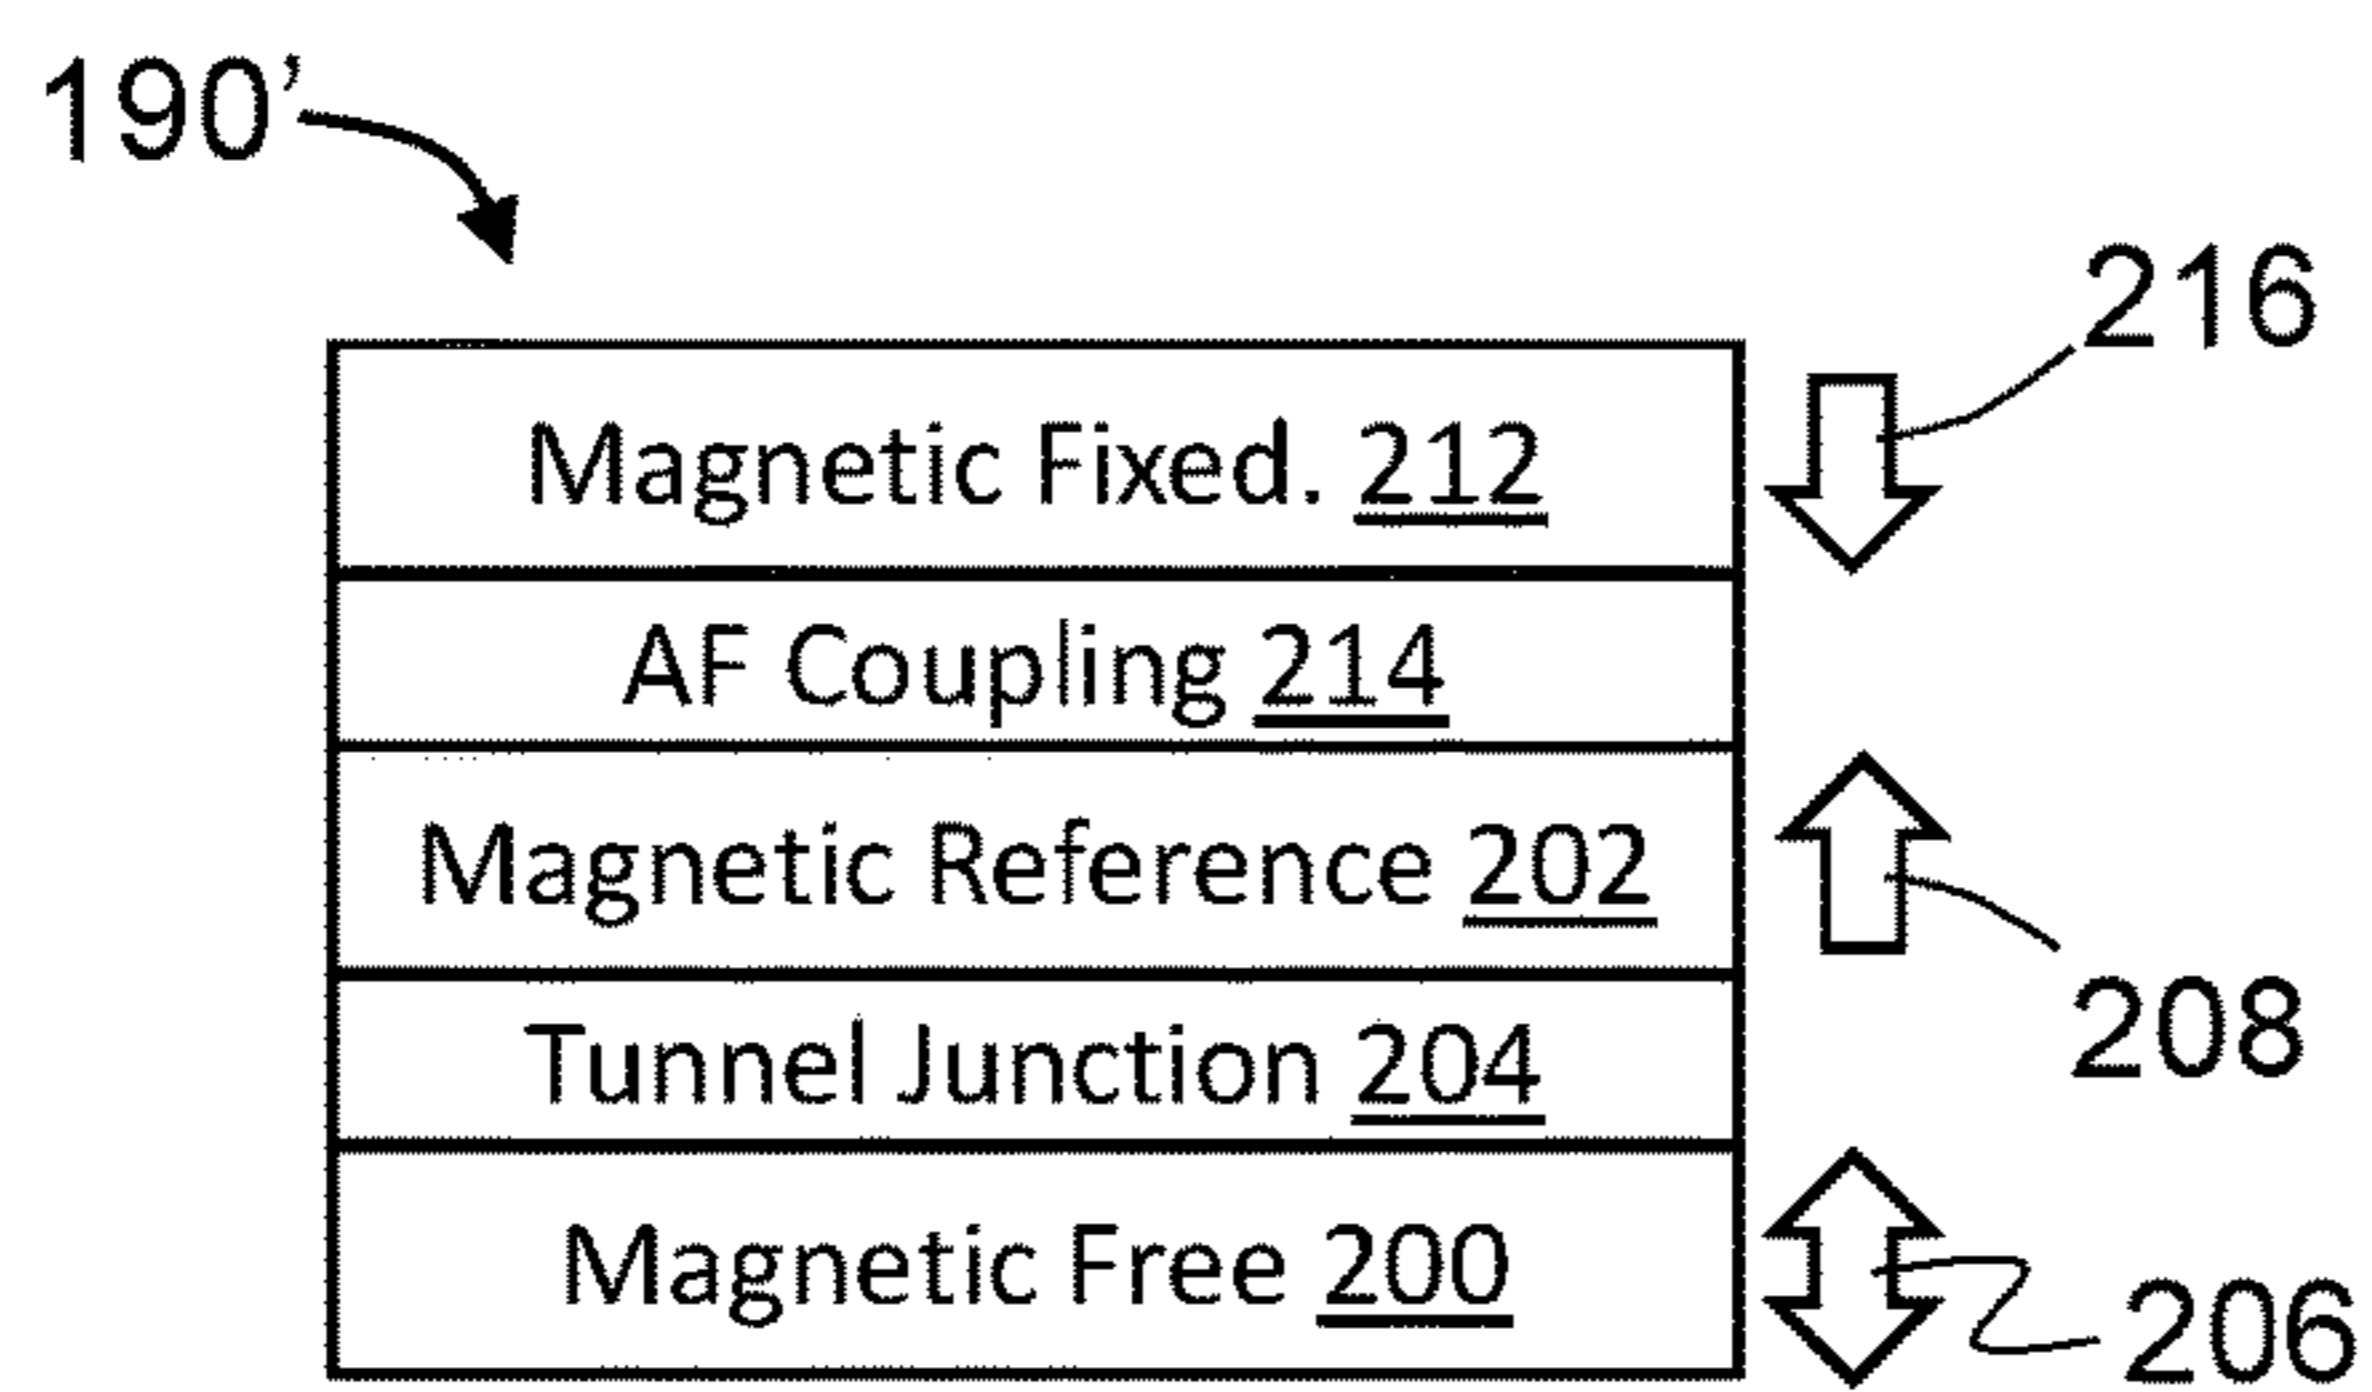 190’
216
Magnetic Fixed. 212
AF Coupling 214
Magnetic Reference 202
208
Tunnel Junction 204
Magnetic Free 200
206